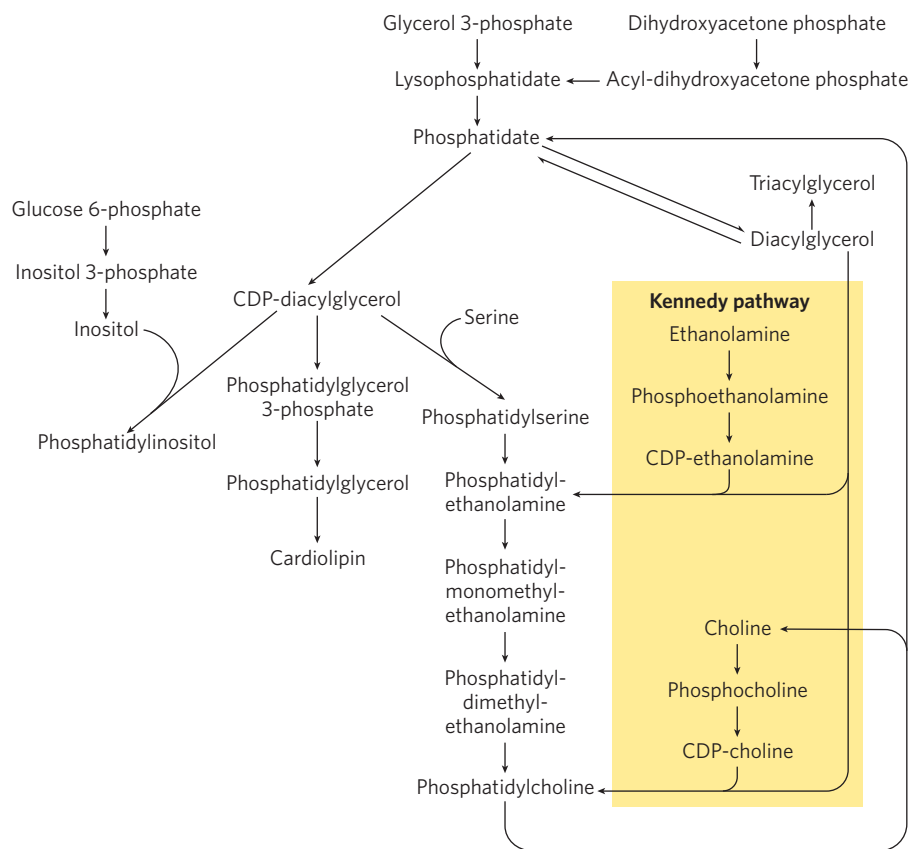 Glycerol 3-phosphate
Dihydroxyacetone phosphate
Lysophosphatidate
Acyl-dihydroxyacetone phosphate
Phosphatidate
Triacylglycerol
Glucose 6-phosphate
Diacylglycerol
Inositol 3-phosphate
CDP-diacylglycerol
Kennedy pathway
Inositol
Serine
Ethanolamine
Phosphatidylglycerol
3-phosphate
Phosphoethanolamine
Phosphatidylinositol
Phosphatidylserine
CDP-ethanolamine
Phosphatidylglycerol
Phosphatidyl-
ethanolamine
Cardiolipin
Phosphatidyl-
monomethyl-
ethanolamine
Choline
Phosphatidyl-
dimethyl-
ethanolamine
Phosphocholine
CDP-choline
Phosphatidylcholine